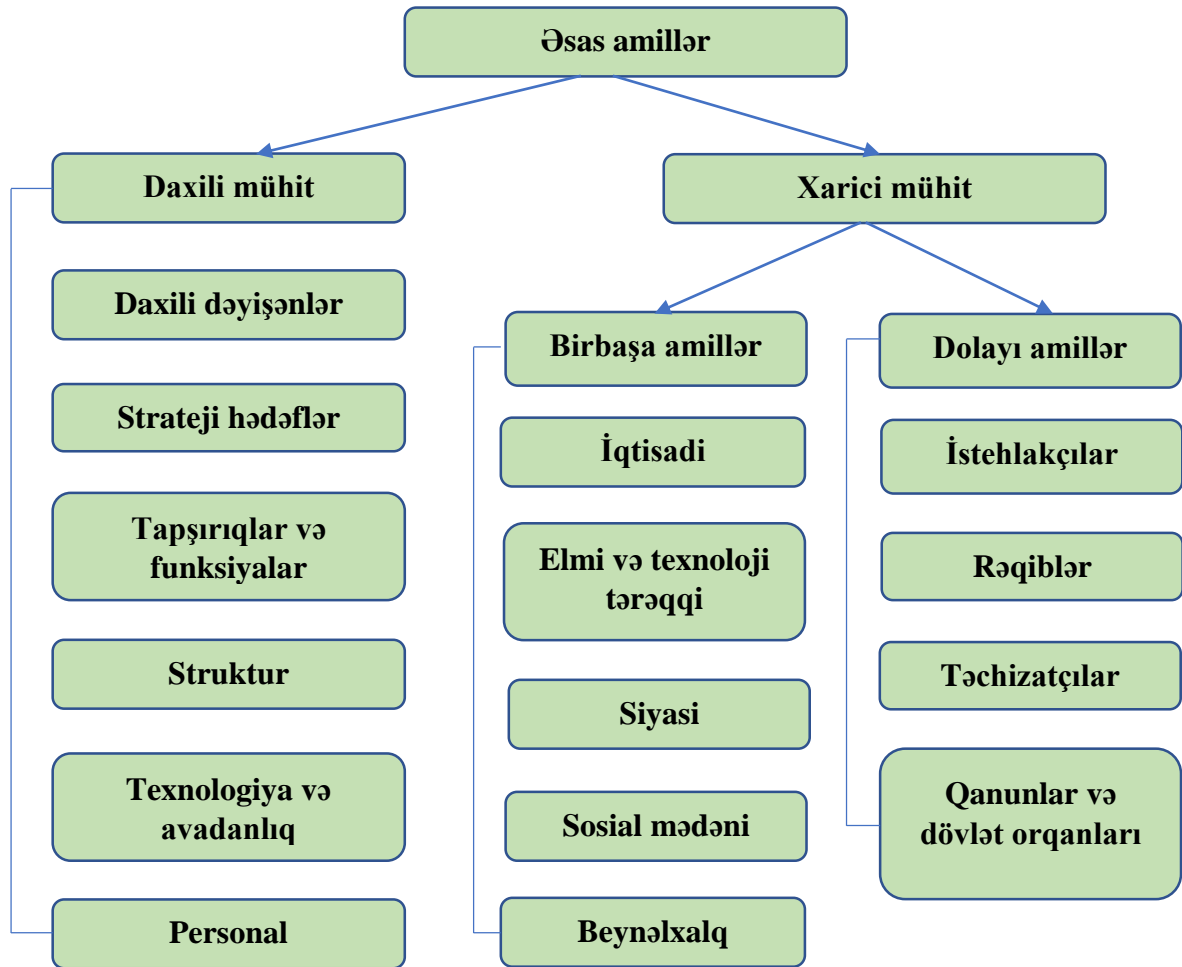 Əsas amillər
Daxili mühit
Daxili dəyişənlər
Strateji hədəflər
Tapşırıqlar və
funksiyalar
Struktur
Texnologiya və
avadanlıq
Personal
Xarici mühit
Birbaşa amillər
İqtisadi
Elmi və texnoloji
tərəqqi
Siyasi
Sosial mədəni
Beynəlxalq
Dolayı amillər
İstehlakçılar
Rəqiblər
Təchizatçılar
Qanunlar və
dövlət orqanları